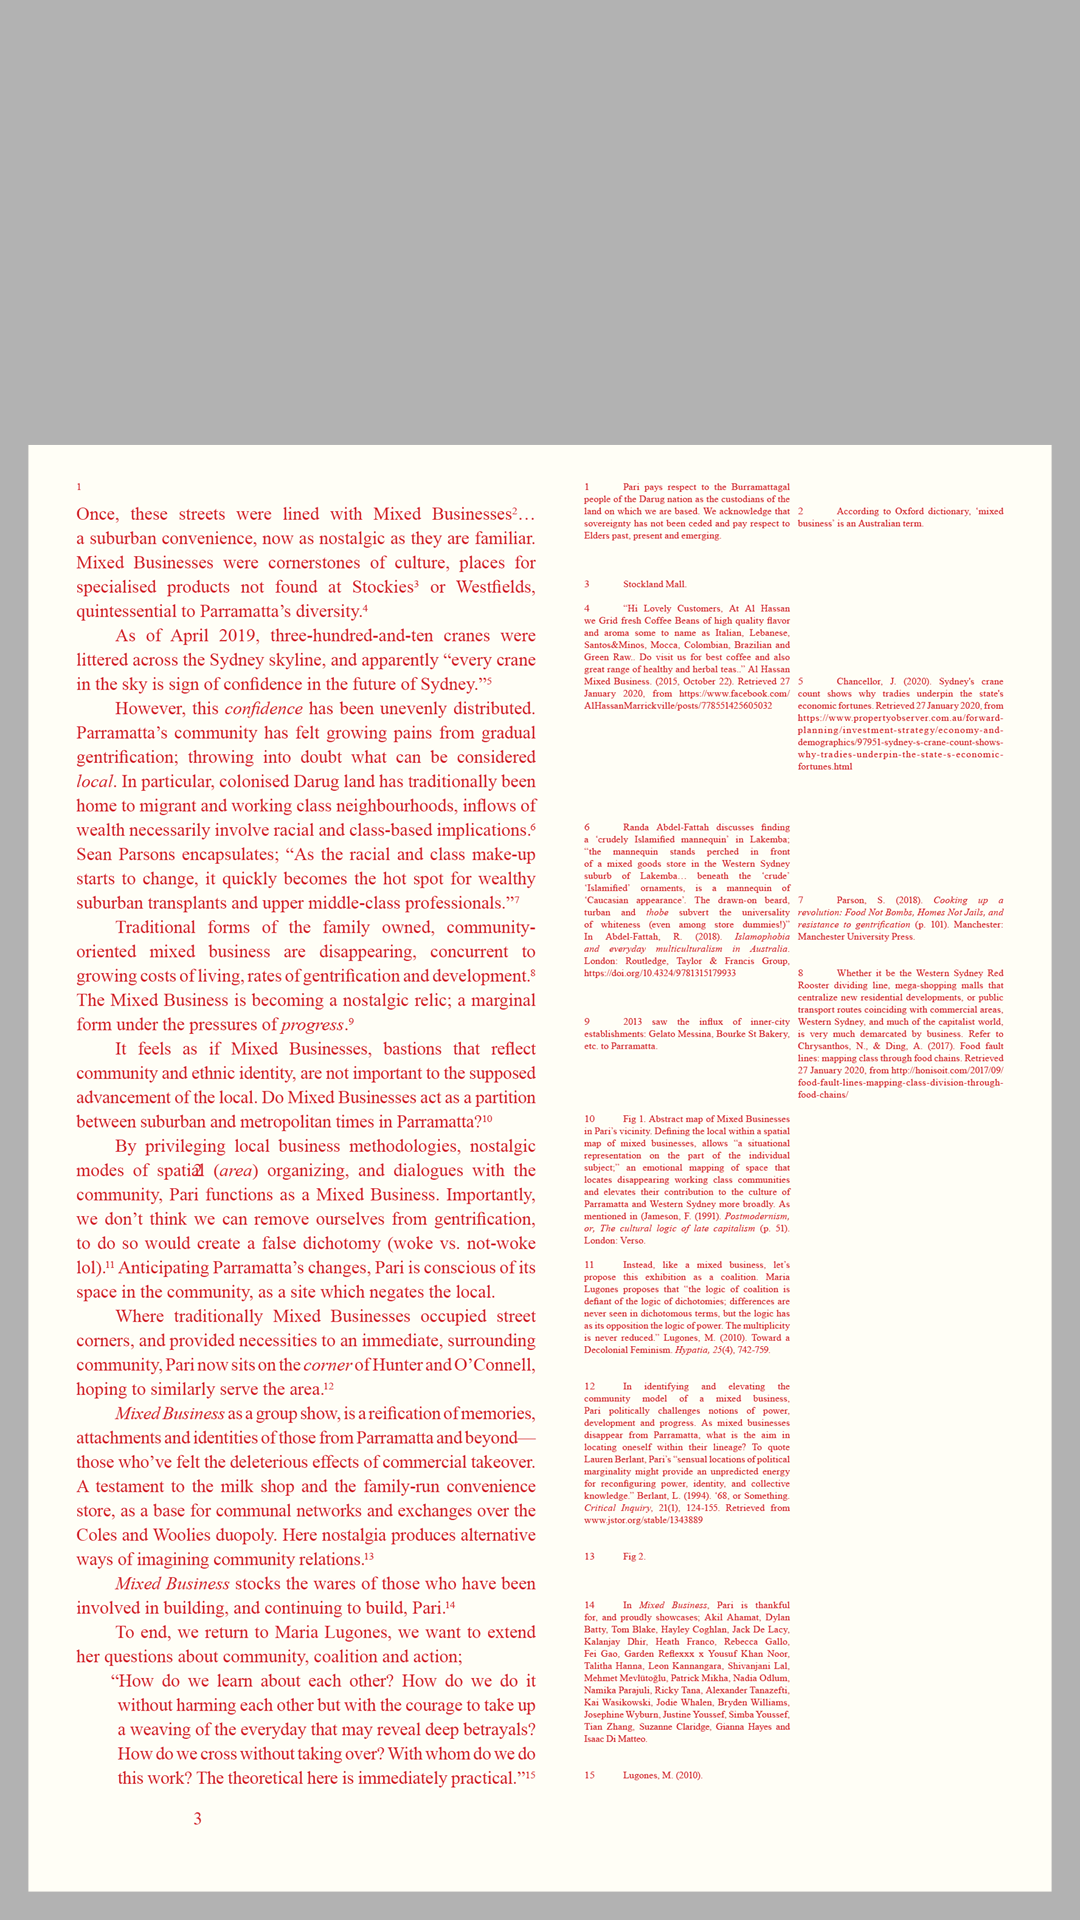 1
Once, these streets were lined with Mixed Businesses²…
a suburban convenience, now as nostalgic as they are familiar.
Mixed Businesses were cornerstones of culture, places for
specialised products not found at Stockies³ or Westfields,
quintessential to Parramatta’s diversity.⁴
As of April 2019, three-hundred-and-ten cranes were
littered across the Sydney skyline, and apparently “every crane
in the sky is sign of confidence in the future of Sydney.”⁵
However, this confidence has been unevenly distributed.
Parramatta’s community has felt growing pains from gradual
gentrification; throwing into doubt what can be considered
local. In particular, colonised Darug land has traditionally been
home to migrant and working class neighbourhoods, inflows of
wealth necessarily involve racial and class-based implications.⁶
Sean Parsons encapsulates; “As the racial and class make-up
starts to change, it quickly becomes the hot spot for wealthy
suburban transplants and upper middle-class professionals.”⁷
Traditional forms of the family owned, community-
oriented mixed business are disappearing, concurrent to
growing costs of living, rates of gentrification and development.⁸
The Mixed Business is becoming a nostalgic relic; a marginal
form under the pressures of progress.⁹
It feels as if Mixed Businesses, bastions that reflect
community and ethnic identity, are not important to the supposed
advancement of the local. Do Mixed Businesses act as a partition
between suburban and metropolitan times in Parramatta?¹⁰
By privileging local business methodologies, nostalgic
modes of spatial (area) organizing, and dialogues with the
2
community, Pari functions as a Mixed Business. Importantly,
we don’t think we can remove ourselves from gentrification,
to do so would create a false dichotomy (woke vs. not-woke
lol).¹¹ Anticipating Parramatta’s changes, Pari is conscious of its
space in the community, as a site which negates the local.
Where traditionally Mixed Businesses occupied street
corners, and provided necessities to an immediate, surrounding
community, Pari now sits on the corner of Hunter and O’Connell,
hoping to similarly serve the area.¹²
Mixed Business as a group show, is a reification of memories,
attachments and identities of those from Parramatta and beyond—
those who’ve felt the deleterious effects of commercial takeover.
A testament to the milk shop and the family-run convenience
store, as a base for communal networks and exchanges over the
Coles and Woolies duopoly. Here nostalgia produces alternative
ways of imagining community relations.¹³
Mixed Business stocks the wares of those who have been
involved in building, and continuing to build, Pari.¹⁴
To end, we return to Maria Lugones, we want to extend
her questions about community, coalition and action;
“How do we learn about each other? How do we do it
without harming each other but with the courage to take up
a weaving of the everyday that may reveal deep betrayals?
How do we cross without taking over? With whom do we do
this work? The theoretical here is immediately practical.”¹⁵
3
1 Pari pays respect to the Burramattagal
people of the Darug nation as the custodians of the
land on which we are based. We acknowledge that
sovereignty has not been ceded and pay respect to
Elders past, present and emerging.
2 According to Oxford dictionary, ‘mixed
business’ is an Australian term.
3 Stockland Mall.
4 “Hi Lovely Customers, At Al Hassan
we Grid fresh Coffee Beans of high quality flavor
and aroma some to name as Italian, Lebanese,
Santos&Minos, Mocca, Colombian, Brazilian and
Green Raw.. Do visit us for best coffee and also
great range of healthy and herbal teas..” Al Hassan
Mixed Business. (2015, October 22). Retrieved 27
January 2020, from https://www.facebook.com/
AlHassanMarrickville/posts/778551425605032
5 Chancellor, J. (2020). Sydney's crane
count shows why tradies underpin the state's
economic fortunes. Retrieved 27 January 2020, from
https://www.propertyobserver.com.au/forward-
planning/investment-strategy/economy-and-
demographics/97951-sydney-s-crane-count-shows-
why-tradies-underpin-the-state-s-economic-
fortunes.html
6 Randa Abdel-Fattah discusses finding
a ‘crudely Islamified mannequin’ in Lakemba;
“the mannequin stands perched in front
of a mixed goods store in the Western Sydney
suburb of Lakemba… beneath the ‘crude’
‘Islamified’ ornaments, is a mannequin of
‘Caucasian appearance’. The drawn-on beard,
turban and thobe subvert the universality
of whiteness (even among store dummies!)”
In Abdel-Fattah, R. (2018). Islamophobia
and everyday multiculturalism in Australia.
London: Routledge, Taylor & Francis Group,
https://doi.org/10.4324/9781315179933
7 Parson, S. (2018). Cooking up a
revolution: Food Not Bombs, Homes Not Jails, and
resistance to gentrification (p. 101). Manchester:
Manchester University Press.
8 Whether it be the Western Sydney Red
Rooster dividing line, mega-shopping malls that
centralize new residential developments, or public
transport routes coinciding with commercial areas,
Western Sydney, and much of the capitalist world,
is very much demarcated by business. Refer to
Chrysanthos, N., & Ding, A. (2017). Food fault
lines: mapping class through food chains. Retrieved
27 January 2020, from http://honisoit.com/2017/09/
food-fault-lines-mapping-class-division-through-
food-chains/
9 2013 saw the influx of inner-city
establishments: Gelato Messina, Bourke St Bakery,
etc. to Parramatta.
10 Fig 1. Abstract map of Mixed Businesses
in Pari’s vicinity. Defining the local within a spatial
map of mixed businesses, allows “a situational
representation on the part of the individual
subject;” an emotional mapping of space that
locates disappearing working class communities
and elevates their contribution to the culture of
Parramatta and Western Sydney more broadly. As
mentioned in (Jameson, F. (1991). Postmodernism,
or, The cultural logic of late capitalism (p. 51).
London: Verso.
11 Instead, like a mixed business, let’s
propose this exhibition as a coalition. Maria
Lugones proposes that “the logic of coalition is
defiant of the logic of dichotomies; differences are
never seen in dichotomous terms, but the logic has
as its opposition the logic of power. The multiplicity
is never reduced.” Lugones, M. (2010). Toward a
Decolonial Feminism. Hypatia, 25(4), 742-759.
12 In identifying and elevating the
community model of a mixed business,
Pari politically challenges notions of power,
development and progress. As mixed businesses
disappear from Parramatta, what is the aim in
locating oneself within their lineage? To quote
Lauren Berlant, Pari’s “sensual locations of political
marginality might provide an unpredicted energy
for reconfiguring power, identity, and collective
knowledge.” Berlant, L. (1994). ‘68, or Something.
Critical Inquiry, 21(1), 124-155. Retrieved from
www.jstor.org/stable/1343889
13 Fig 2.
14 In Mixed Business, Pari is thankful
for, and proudly showcases; Akil Ahamat, Dylan
Batty, Tom Blake, Hayley Coghlan, Jack De Lacy,
Kalanjay Dhir, Heath Franco, Rebecca Gallo,
Fei Gao, Garden Reflexxx x Yousuf Khan Noor,
Talitha Hanna, Leon Kannangara, Shivanjani Lal,
Mehmet Mevlütoğlu, Patrick Mikha, Nadia Odlum,
Namika Parajuli, Ricky Tana, Alexander Tanazefti,
Kai Wasikowski, Jodie Whalen, Bryden Williams,
Josephine Wyburn, Justine Youssef, Simba Youssef,
Tian Zhang, Suzanne Claridge, Gianna Hayes and
Isaac Di Matteo.
15 Lugones, M. (2010).